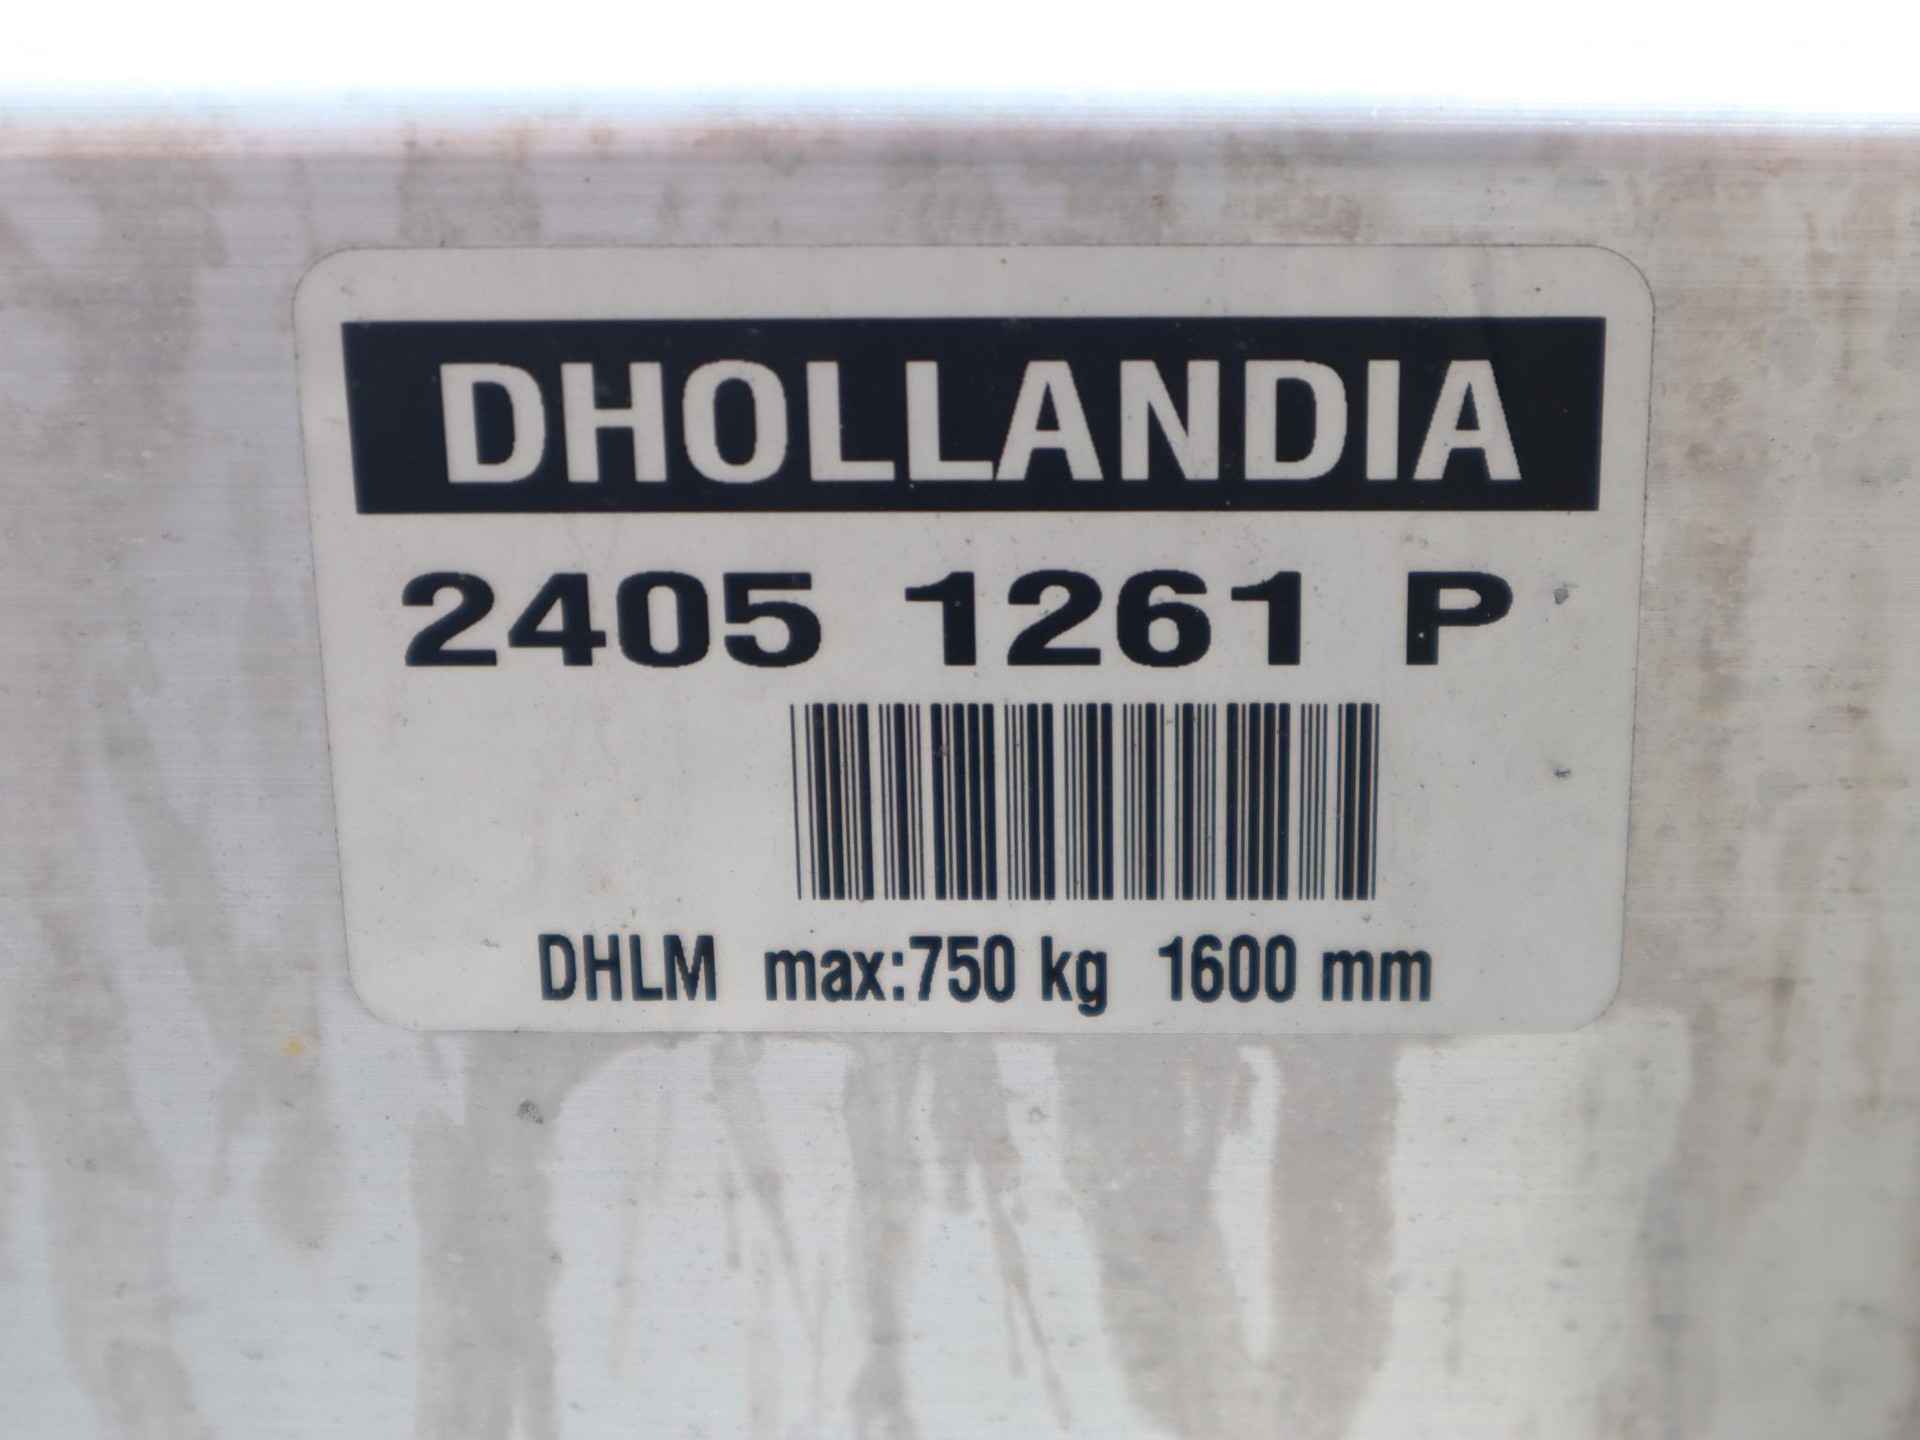 DHOLLANDIA
2405 1261 P
DHLM max:750 kg 1600 mm